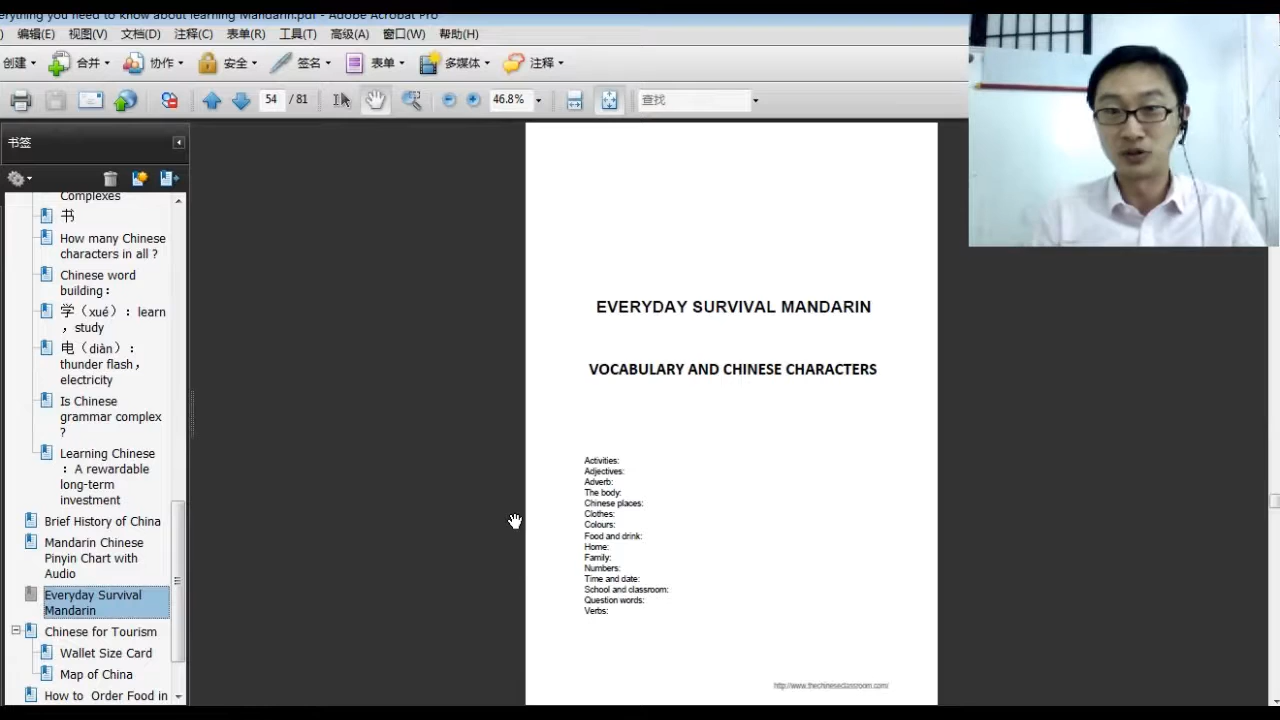 erything you need to know about learning Mandarin.pdf - Adobe Acrobat Pro
) 编辑(E) 视图(V) 文档(D) 注释(C) 表单(R) 工具(T) 高级(A) 窗口(W) 帮助(H)
创建 合并 协作 安全 签名 表单 多媒体 注释
54 / 81 46.8% 查找
书签
Complexes
书
How many Chinese
characters in all ?
Chinese word
building：
学（xué）：learn
，study
电（diàn）：
thunder flash，
electricity
Is Chinese
grammar complex
?
Learning Chinese
：A rewardable
long-term
investment
Brief History of China
Mandarin Chinese
Pinyin Chart with
Audio
Everyday Survival
Mandarin
Chinese for Tourism
Wallet Size Card
Map of China
How to Order Food in
EVERYDAY SURVIVAL MANDARIN
VOCABULARY AND CHINESE CHARACTERS
Activities:
Adjectives:
Adverb:
The body:
Chinese places:
Clothes:
Colours:
Food and drink:
Home:
Family:
Numbers:
Time and date:
School and classroom:
Question words:
Verbs:
http://www.thechineseclassroom.com/